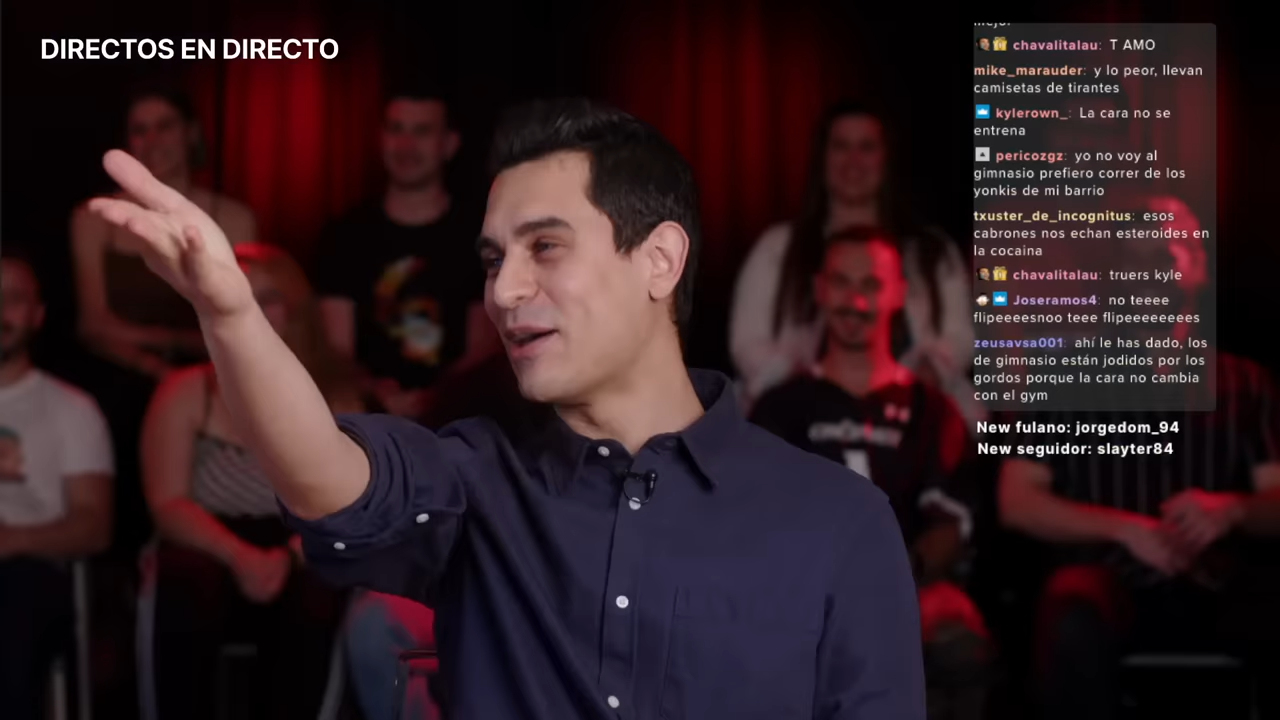 DIRECTOS EN DIRECTO
mejor.
chavalitalau: T AMO
mike_marauder: y lo peor, llevan
camisetas de tirantes
kylerown_: La cara no se
entrena
pericozgz: yo no voy al
gimnasio prefiero correr de los
yonkis de mi barrio
txuster_de_incognitus: esos
cabrones nos echan esteroides en
la cocaina
chavalitalau: truers kyle
Joseramos4: no teeee
flipeeeesnoo teee flipeeeeeeees
zeusavsa001: ahí le has dado, los
de gimnasio están jodidos por los
gordos porque la cara no cambia
con el gym
New fulano: jorgedom_94
New seguidor: slayter84